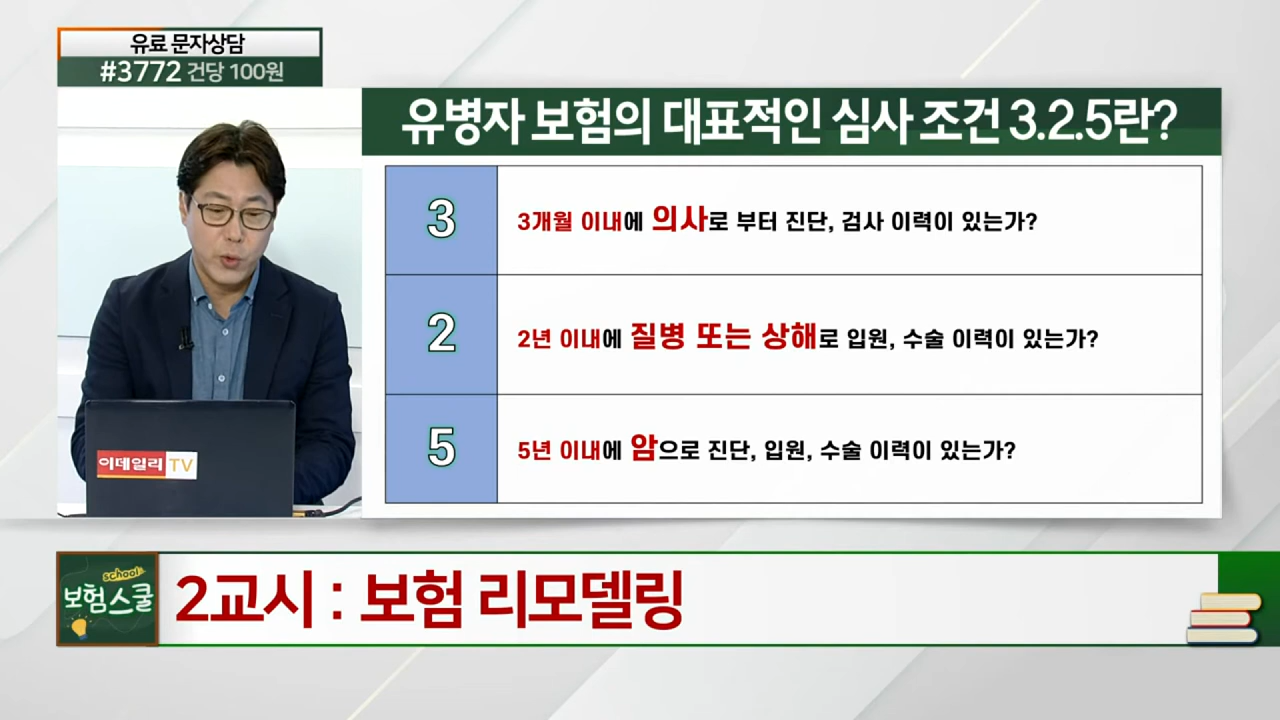 유료 문자상담
#3772 건당 100원
유병자 보험의 대표적인 심사 조건 3.2.5란?
3
3개월 이내에 의사로 부터 진단, 검사 이력이 있는가?
2
2년 이내에 질병 또는 상해로 입원, 수술 이력이 있는가?
5
5년 이내에 암으로 진단, 입원, 수술 이력이 있는가?
이데일리 TV
school
보험스쿨
2교시 : 보험 리모델링